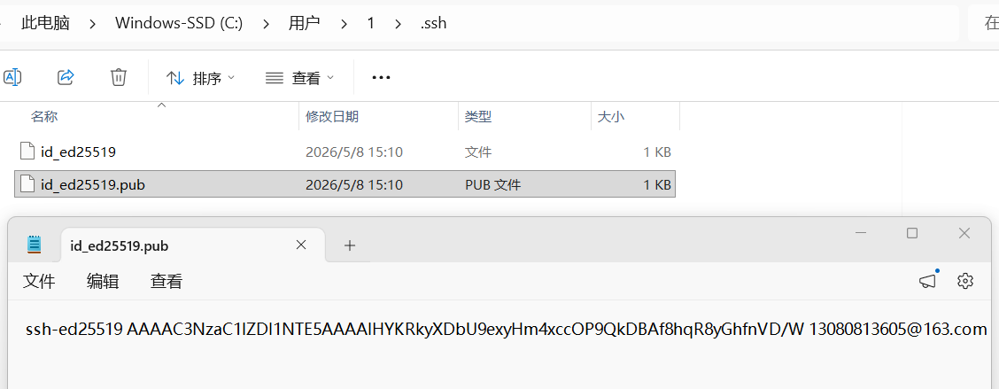 此电脑 > Windows-SSD (C:) > 用户 > 1 > .ssh 在
排序 查看 ···
名称 修改日期 类型 大小
id_ed25519 2026/5/8 15:10 文件 1 KB
id_ed25519.pub 2026/5/8 15:10 PUB 文件 1 KB
id_ed25519.pub
文件 编辑 查看
ssh-ed25519 AAAAC3NzaC1lZDI1NTE5AAAAIHYKRkyXDbU9exyHm4xccOP9QkDBAf8hqR8yGhfnVD/W 13080813605@163.com